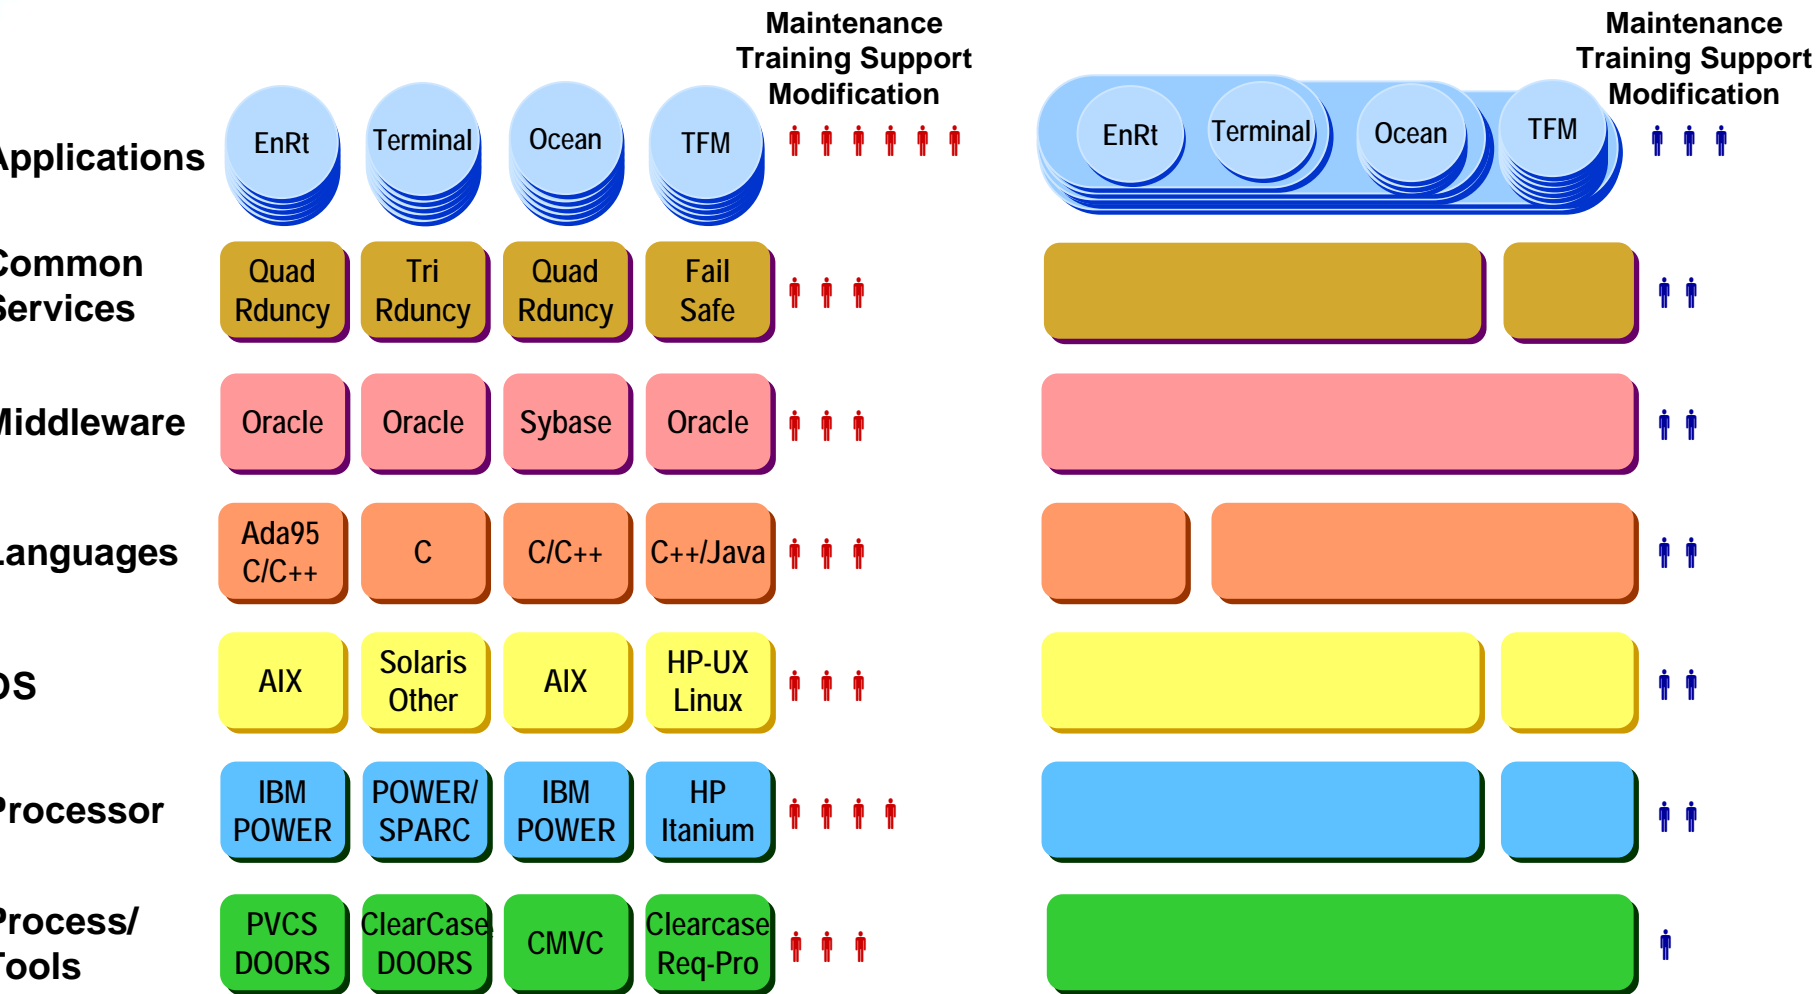 Maintenance
Training Support
Modification
Maintenance
Training Support
Modification
Applications
EnRt
Terminal
Ocean
TFM
EnRt
Terminal
Ocean
TFM
Common
Services
Quad
Rduncy
Tri
Rduncy
Quad
Rduncy
Fail
Safe
Middleware
Oracle
Oracle
Sybase
Oracle
Languages
Ada95
C/C++
C
C/C++
C++/Java
OS
AIX
Solaris
Other
AIX
HP-UX
Linux
Processor
IBM
POWER
POWER/
SPARC
IBM
POWER
HP
Itanium
Process/
Tools
PVCS
DOORS
ClearCase
DOORS
CMVC
Clearcase
Req-Pro